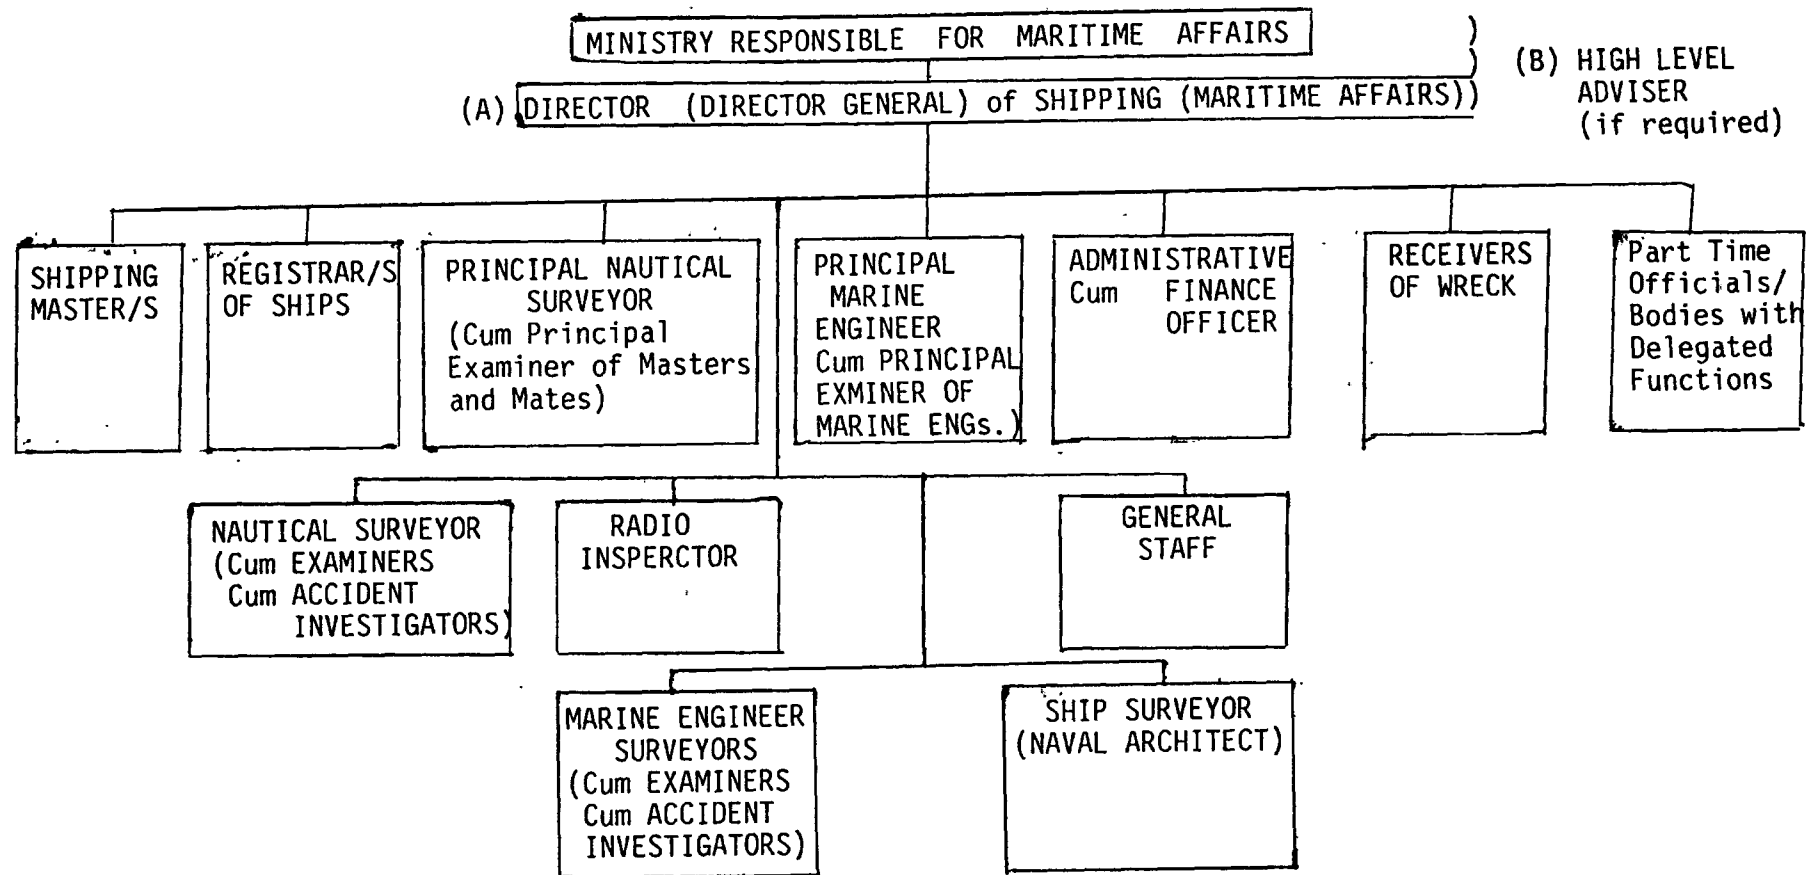 MINISTRY RESPONSIBLE FOR MARITIME AFFAIRS
(A) DIRECTOR (DIRECTOR GENERAL) of SHIPPING (MARITIME AFFAIRS)
(B) HIGH LEVEL
ADVISER
(if required)
SHIPPING
MASTER/S
REGISTRAR/S
OF SHIPS
PRINCIPAL NAUTICAL
SURVEYOR
(Cum Principal
Examiner of Masters
and Mates)
PRINCIPAL
MARINE
ENGINEER
Cum PRINCIPAL
EXMINER OF
MARINE ENGs.)
ADMINISTRATIVE
Cum FINANCE
OFFICER
RECEIVERS
OF WRECK
Part Time
Officials/
Bodies with
Delegated
Functions
NAUTICAL SURVEYOR
(Cum EXAMINERS
Cum ACCIDENT
INVESTIGATORS)
RADIO
INSPERCTOR
GENERAL
STAFF
MARINE ENGINEER
SURVEYORS
(Cum EXAMINERS
Cum ACCIDENT
INVESTIGATORS)
SHIP SURVEYOR
(NAVAL ARCHITECT)